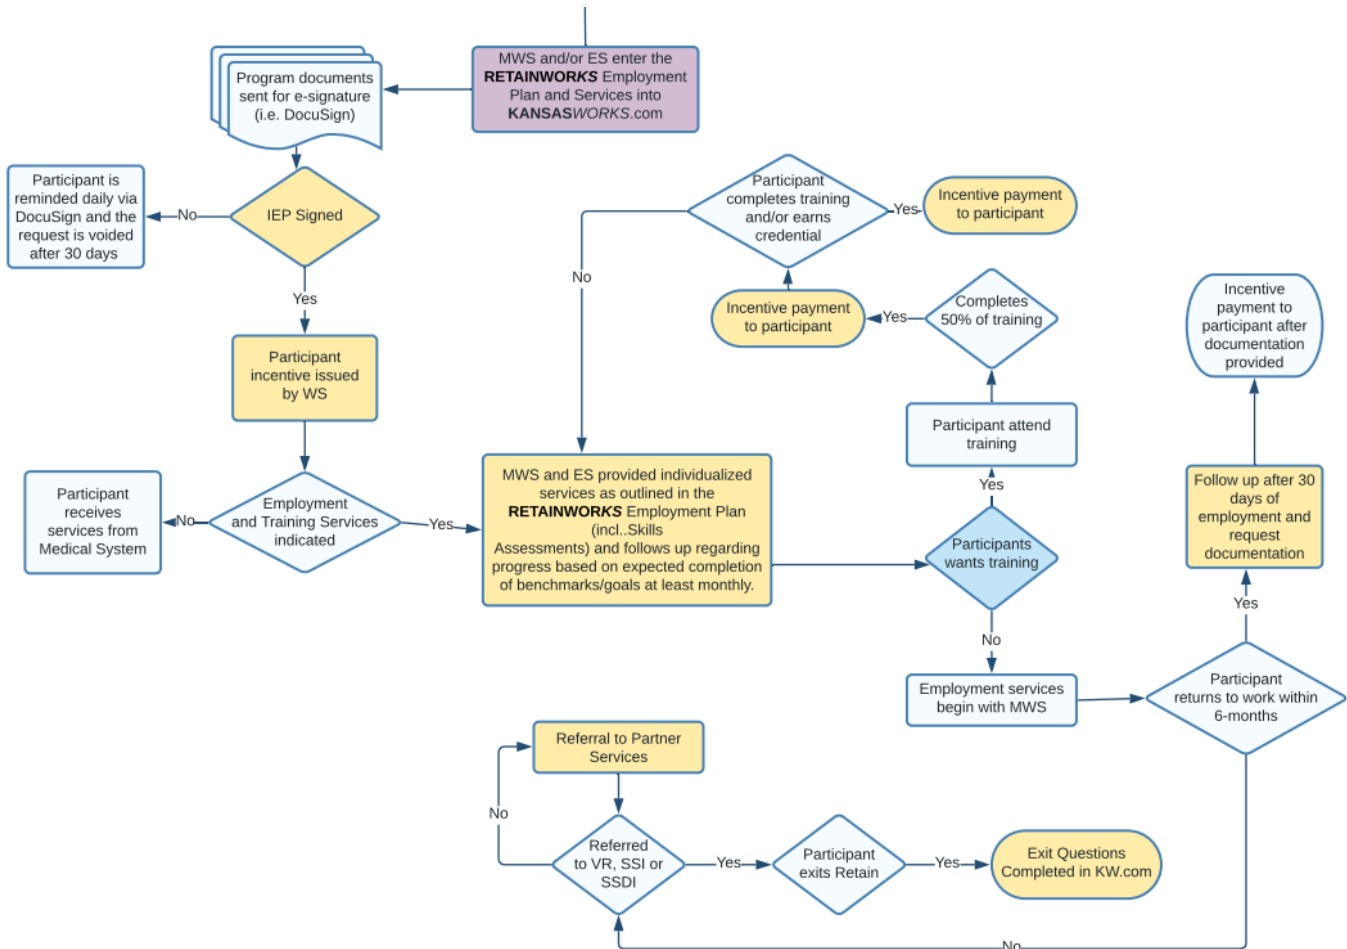 MWS and/or ES enter the
RETAINWORKS Employment
Plan and Services into
KANSASWORKS.com
Program documents
sent for e-signature
(i.e. DocuSign)
Participant is
reminded daily via
DocuSign and the
request is voided
after 30 days
No
IEP Signed
Yes
Participant
incentive issued
by WS
Participant
receives
services from
Medical System
No
Employment
and Training Services
indicated
Yes
MWS and ES provided individualized
services as outlined in the
RETAINWORKS Employment Plan
(incl..Skills
Assessments) and follows up regarding
progress based on expected completion
of benchmarks/goals at least monthly.
No
Participant
completes training
and/or earns
credential
Yes
Incentive payment
to participant
Incentive payment
to participant
Yes
Completes
50% of training
Participant attend
training
Yes
Participants
wants training
No
Employment services
begin with MWS
Incentive
payment to
participant after
documentation
provided
Follow up after 30
days of
employment and
request
documentation
Yes
Participant
returns to work within
6-months
No
Referral to Partner
Services
No
Referred
to VR, SSI or
SSDI
Yes
Participant
exits Retain
Yes
Exit Questions
Completed in KW.com